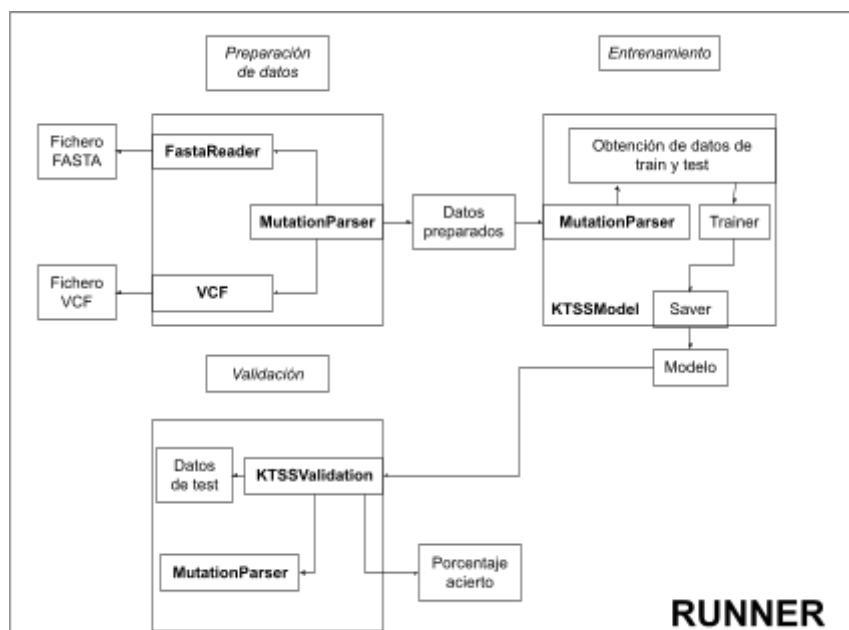 Preparación
de datos
Entrenamiento
Fichero
FASTA
FastaReader
Obtención de datos de
train y test
MutationParser
Datos
preparados
MutationParser
Trainer
Fichero
VCF
VCF
KTSSModel
Saver
Validación
Modelo
Datos
de test
KTSSValidation
MutationParser
Porcentaje
acierto
RUNNER